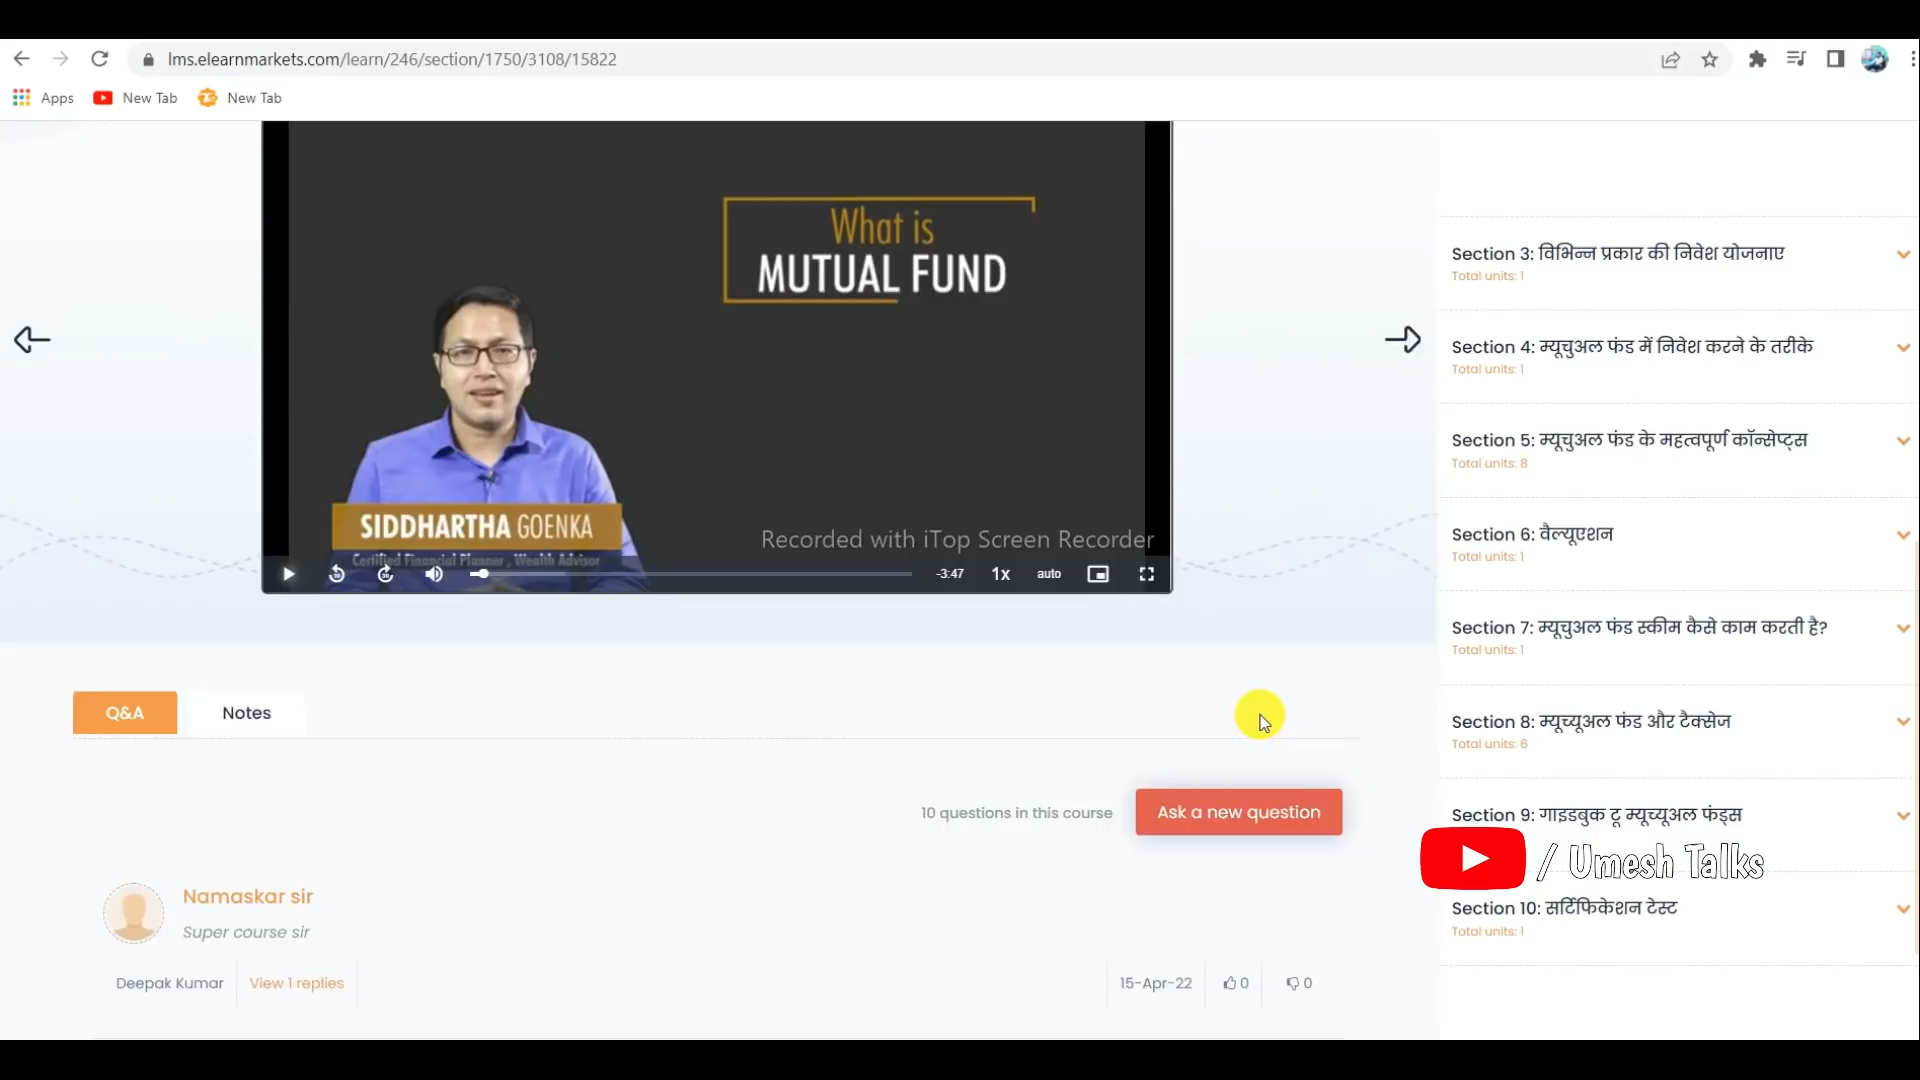 lms.elearnmarkets.com/learn/246/section/1750/3108/15822
Apps
New Tab
New Tab
What is
MUTUAL FUND
SIDDHARTHA GOENKA
Certified Financial Planner , Wealth Advisor
Recorded with iTop Screen Recorder
-3:47
1x
auto
Q&A
Notes
10 questions in this course
Ask a new question
Namaskar sir
Super course sir
Deepak Kumar
View 1 replies
15-Apr-22
0
0
Section 3: विभिन्न प्रकार की निवेश योजनाए
Total units: 1
Section 4: म्यूचुअल फंड में निवेश करने के तरीके
Total units: 1
Section 5: म्यूचुअल फंड के महत्वपूर्ण कॉन्सेप्ट्स
Total units: 8
Section 6: वैल्यूएशन
Total units: 1
Section 7: म्यूचुअल फंड स्कीम कैसे काम करती है?
Total units: 1
Section 8: म्यूच्यूअल फंड और टैक्सेज
Total units: 6
Section 9: गाइडबुक टू म्यूच्यूअल फंड्स
/ Umesh Talks
Section 10: सर्टिफिकेशन टेस्ट
Total units: 1